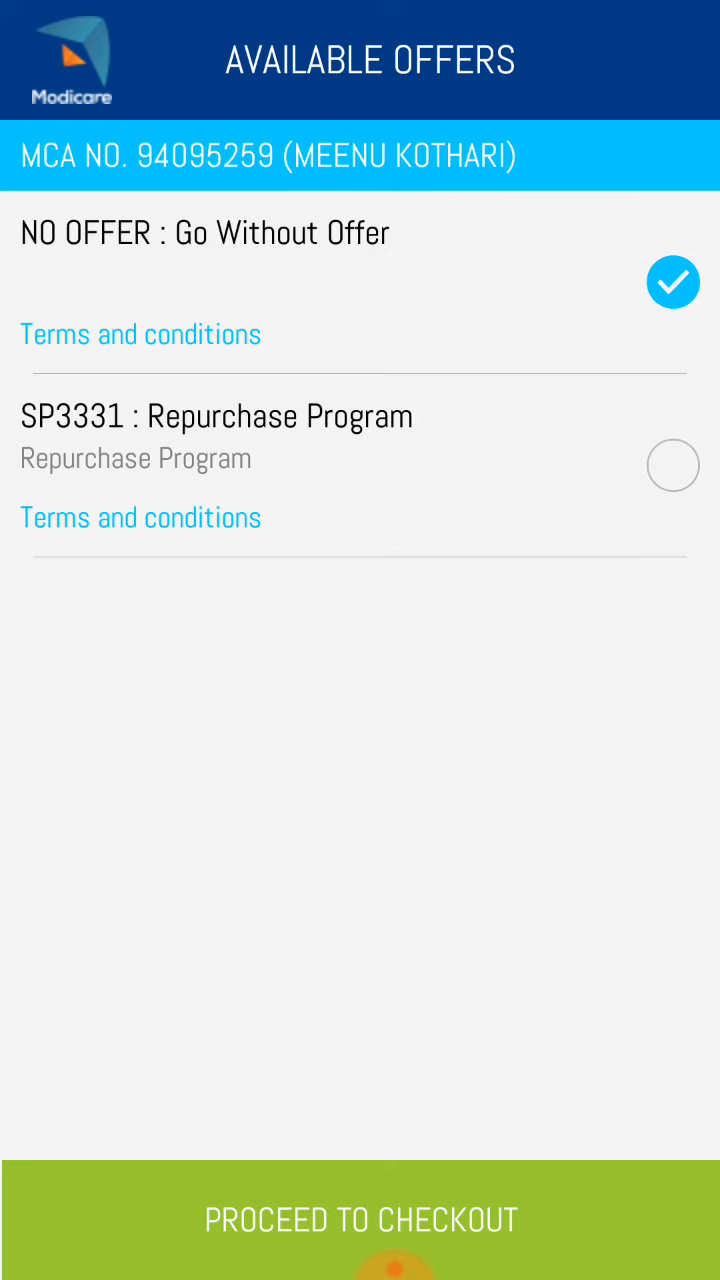 Modicare
AVAILABLE OFFERS
MCA NO. 94095259 (MEENU KOTHARI)
NO OFFER : Go Without Offer
Terms and conditions
SP3331 : Repurchase Program
Repurchase Program
Terms and conditions
PROCEED TO CHECKOUT